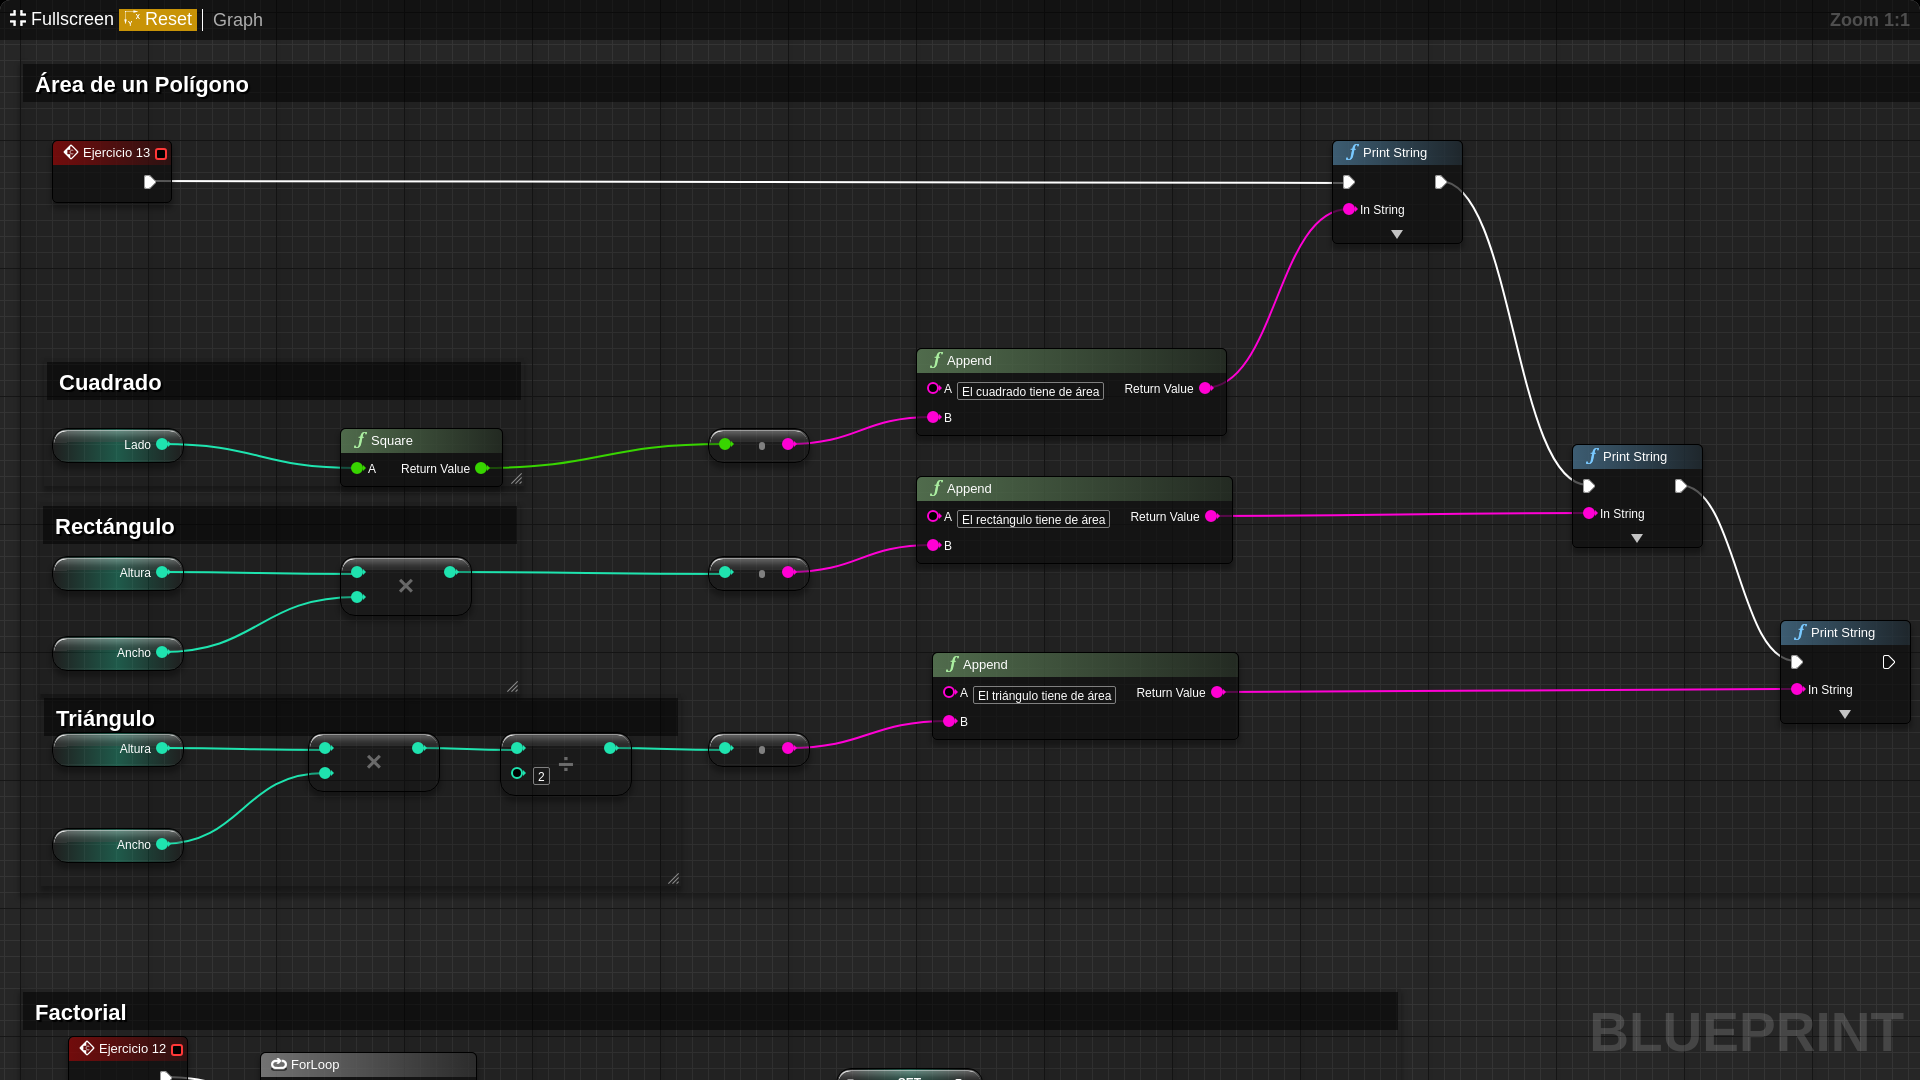 Fullscreen Reset Graph Zoom 1:1
Área de un Polígono
Ejercicio 13
Print String
In String
Cuadrado
Lado
Square
A Return Value
Append
A El cuadrado tiene de área Return Value
B
Print String
In String
Rectángulo
Altura
×
Ancho
Append
A El rectángulo tiene de área Return Value
B
Print String
In String
Triángulo
Altura
×
2 ÷
Ancho
Append
A El triángulo tiene de área Return Value
B
Factorial
Ejercicio 12
ForLoop
SET
BLUEPRINT